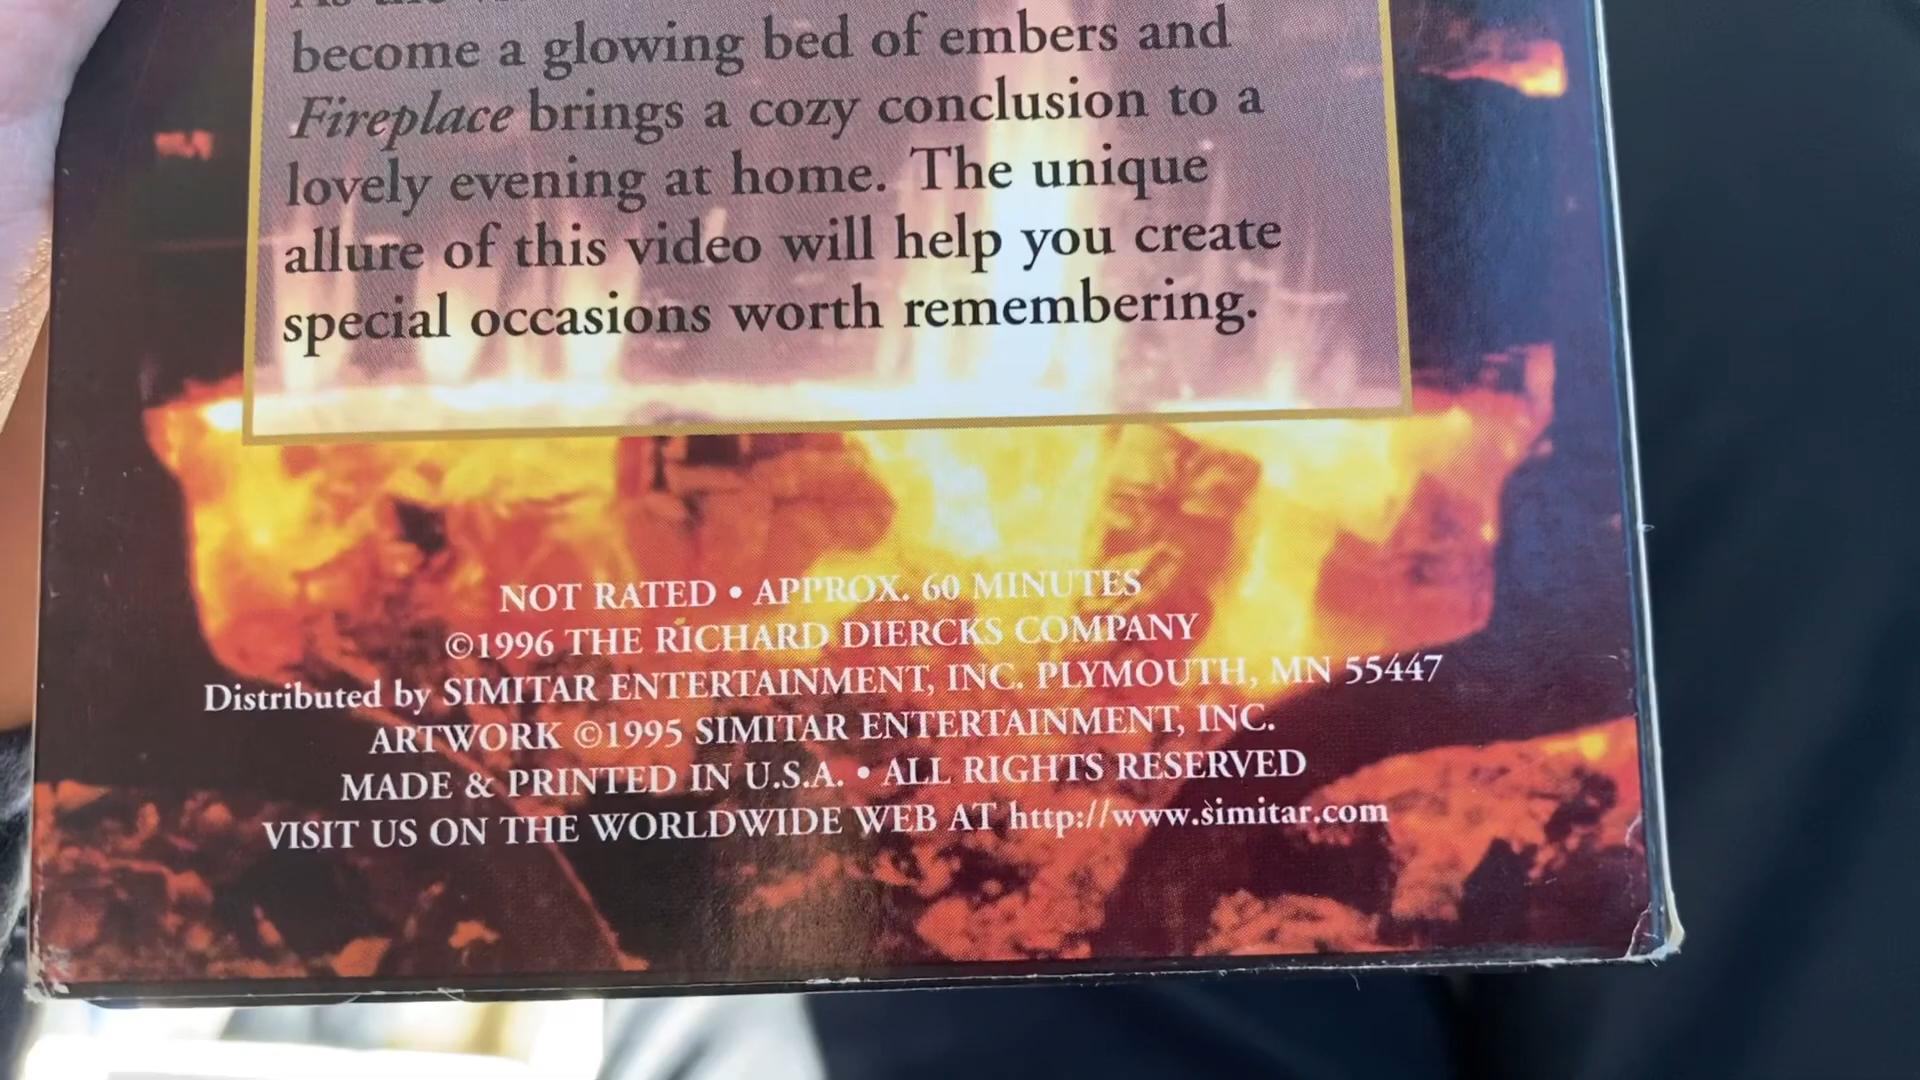 As the
become a glowing bed of embers and
Fireplace brings a cozy conclusion to a
lovely evening at home. The unique
allure of this video will help you create
special occasions worth remembering.
NOT RATED • APPROX. 60 MINUTES
©1996 THE RICHARD DIERCKS COMPANY
Distributed by SIMITAR ENTERTAINMENT, INC. PLYMOUTH, MN 55447
ARTWORK ©1995 SIMITAR ENTERTAINMENT, INC.
MADE & PRINTED IN U.S.A. • ALL RIGHTS RESERVED
VISIT US ON THE WORLDWIDE WEB AT http://www.simitar.com